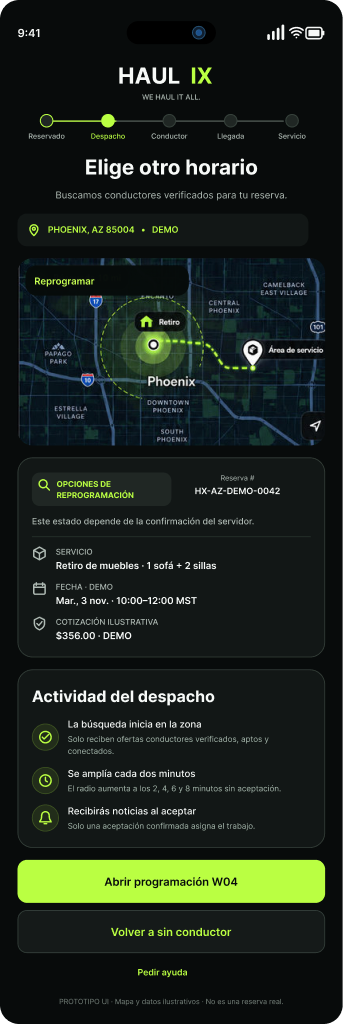 9:41
HAUL IX
WE HAUL IT ALL.
Reservado
Despacho
Conductor
Llegada
Servicio
Elige otro horario
Buscamos conductores verificados para tu reserva.
PHOENIX, AZ 85004 • DEMO
Reprogramar
ENCANTO
17
CAMELBACK
EAST VILLAGE
CENTRAL
PHOENIX
101
Retiro
PAPAGO
PARK
Área de servicio
10
Phoenix
ESTRELLA
VILLAGE
DOWNTOWN
PHOENIX
SOUTH
PHOENIX
OPCIONES DE
REPROGRAMACIÓN
Reserva #
HX-AZ-DEMO-0042
Este estado depende de la confirmación del servidor.
SERVICIO
Retiro de muebles · 1 sofá + 2 sillas
FECHA · DEMO
Mar., 3 nov. · 10:00–12:00 MST
COTIZACIÓN ILUSTRATIVA
$356.00 · DEMO
Actividad del despacho
La búsqueda inicia en la zona
Solo reciben ofertas conductores verificados, aptos y
conectados.
Se amplía cada dos minutos
El radio aumenta a los 2, 4, 6 y 8 minutos sin aceptación.
Recibirás noticias al aceptar
Solo una aceptación confirmada asigna el trabajo.
Abrir programación W04
Volver a sin conductor
Pedir ayuda
PROTOTIPO UI · Mapa y datos ilustrativos · No es una reserva real.